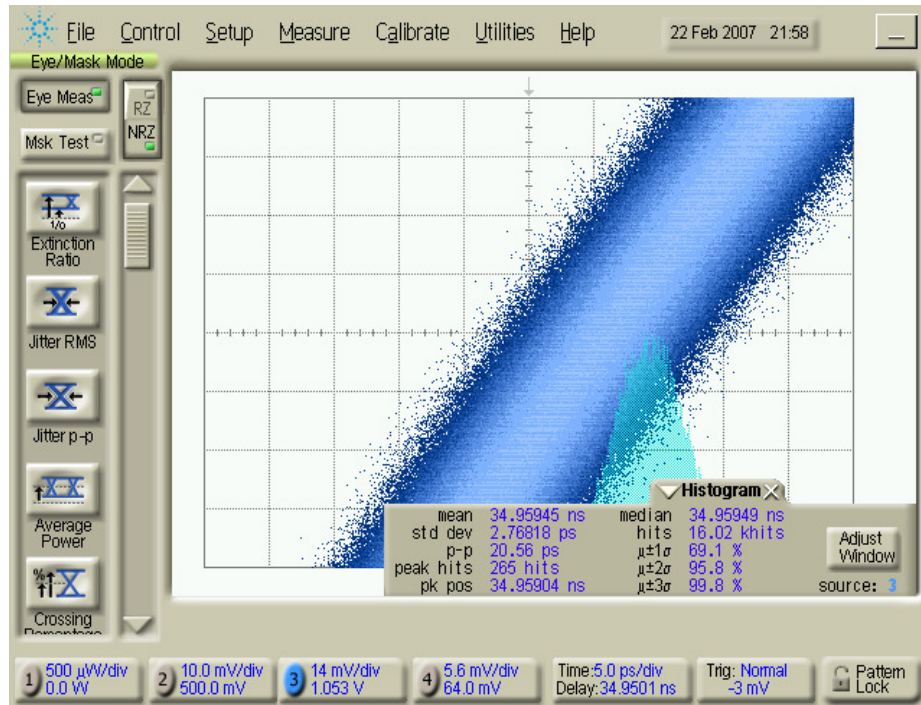 File Control Setup Measure Calibrate Utilities Help 22 Feb 2007 21:58
Eye/Mask Mode
Eye Meas
RZ
NRZ
Msk Test
1/0
Extinction
Ratio
Jitter RMS
Jitter p-p
Average
Power
Crossing
Histogram
mean 34.95945 ns median 34.95949 ns
std dev 2.76818 ps hits 16.02 khits
p-p 20.56 ps μ±1σ 69.1 %
peak hits 265 hits μ±2σ 95.8 %
pk pos 34.95904 ns μ±3σ 99.8 %
Adjust
Window
source: 3
1 500 μW/div
0.0 W
2 10.0 mV/div
500.0 mV
3 14 mV/div
1.053 V
4 5.6 mV/div
64.0 mV
Time:5.0 ps/div
Delay:34.9501 ns
Trig: Normal
-3 mV
Pattern
Lock